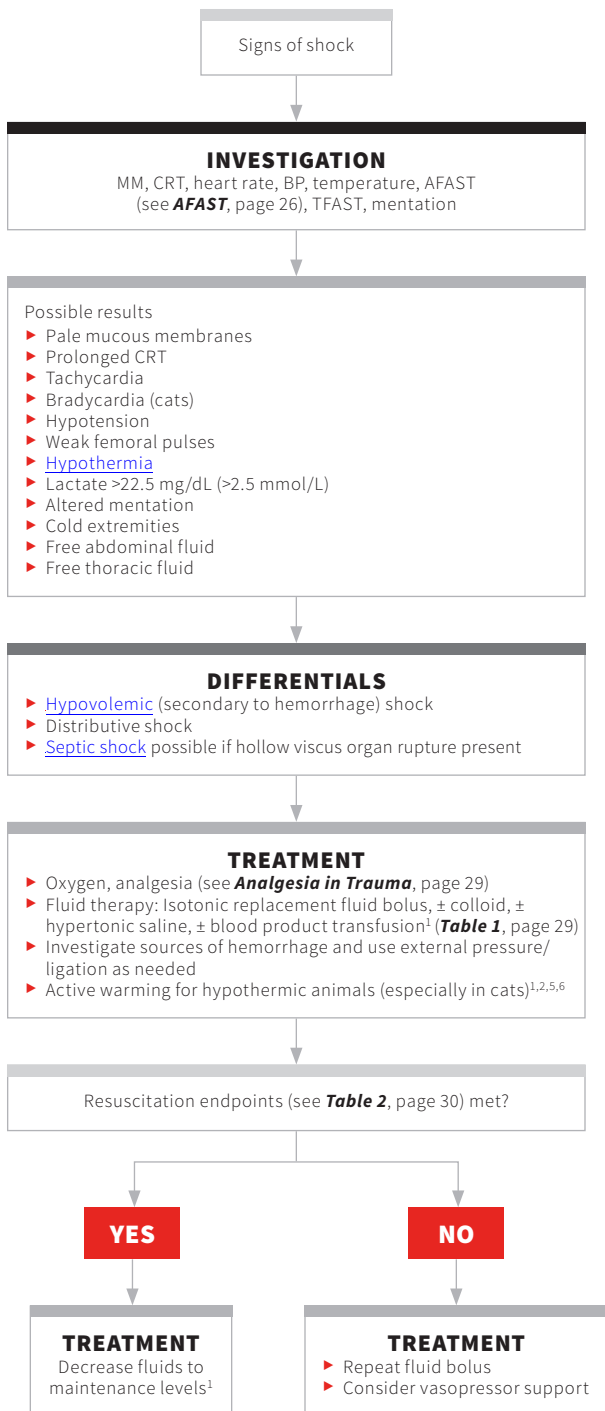 Signs of shock
INVESTIGATION
MM, CRT, heart rate, BP, temperature, AFAST
(see AFAST, page 26), TFAST, mentation
Possible results
► Pale mucous membranes
► Prolonged CRT
► Tachycardia
► Bradycardia (cats)
► Hypotension
► Weak femoral pulses
► Hypothermia
► Lactate >22.5 mg/dL (>2.5 mmol/L)
► Altered mentation
► Cold extremities
► Free abdominal fluid
► Free thoracic fluid
DIFFERENTIALS
► Hypovolemic (secondary to hemorrhage) shock
► Distributive shock
► Septic shock possible if hollow viscus organ rupture present
TREATMENT
► Oxygen, analgesia (see Analgesia in Trauma, page 29)
► Fluid therapy: Isotonic replacement fluid bolus, ± colloid, ±
hypertonic saline, ± blood product transfusion¹ (Table 1, page 29)
► Investigate sources of hemorrhage and use external pressure/
ligation as needed
► Active warming for hypothermic animals (especially in cats)¹,²,⁵,⁶
Resuscitation endpoints (see Table 2, page 30) met?
YES
NO
TREATMENT
Decrease fluids to
maintenance levels¹
TREATMENT
► Repeat fluid bolus
► Consider vasopressor support